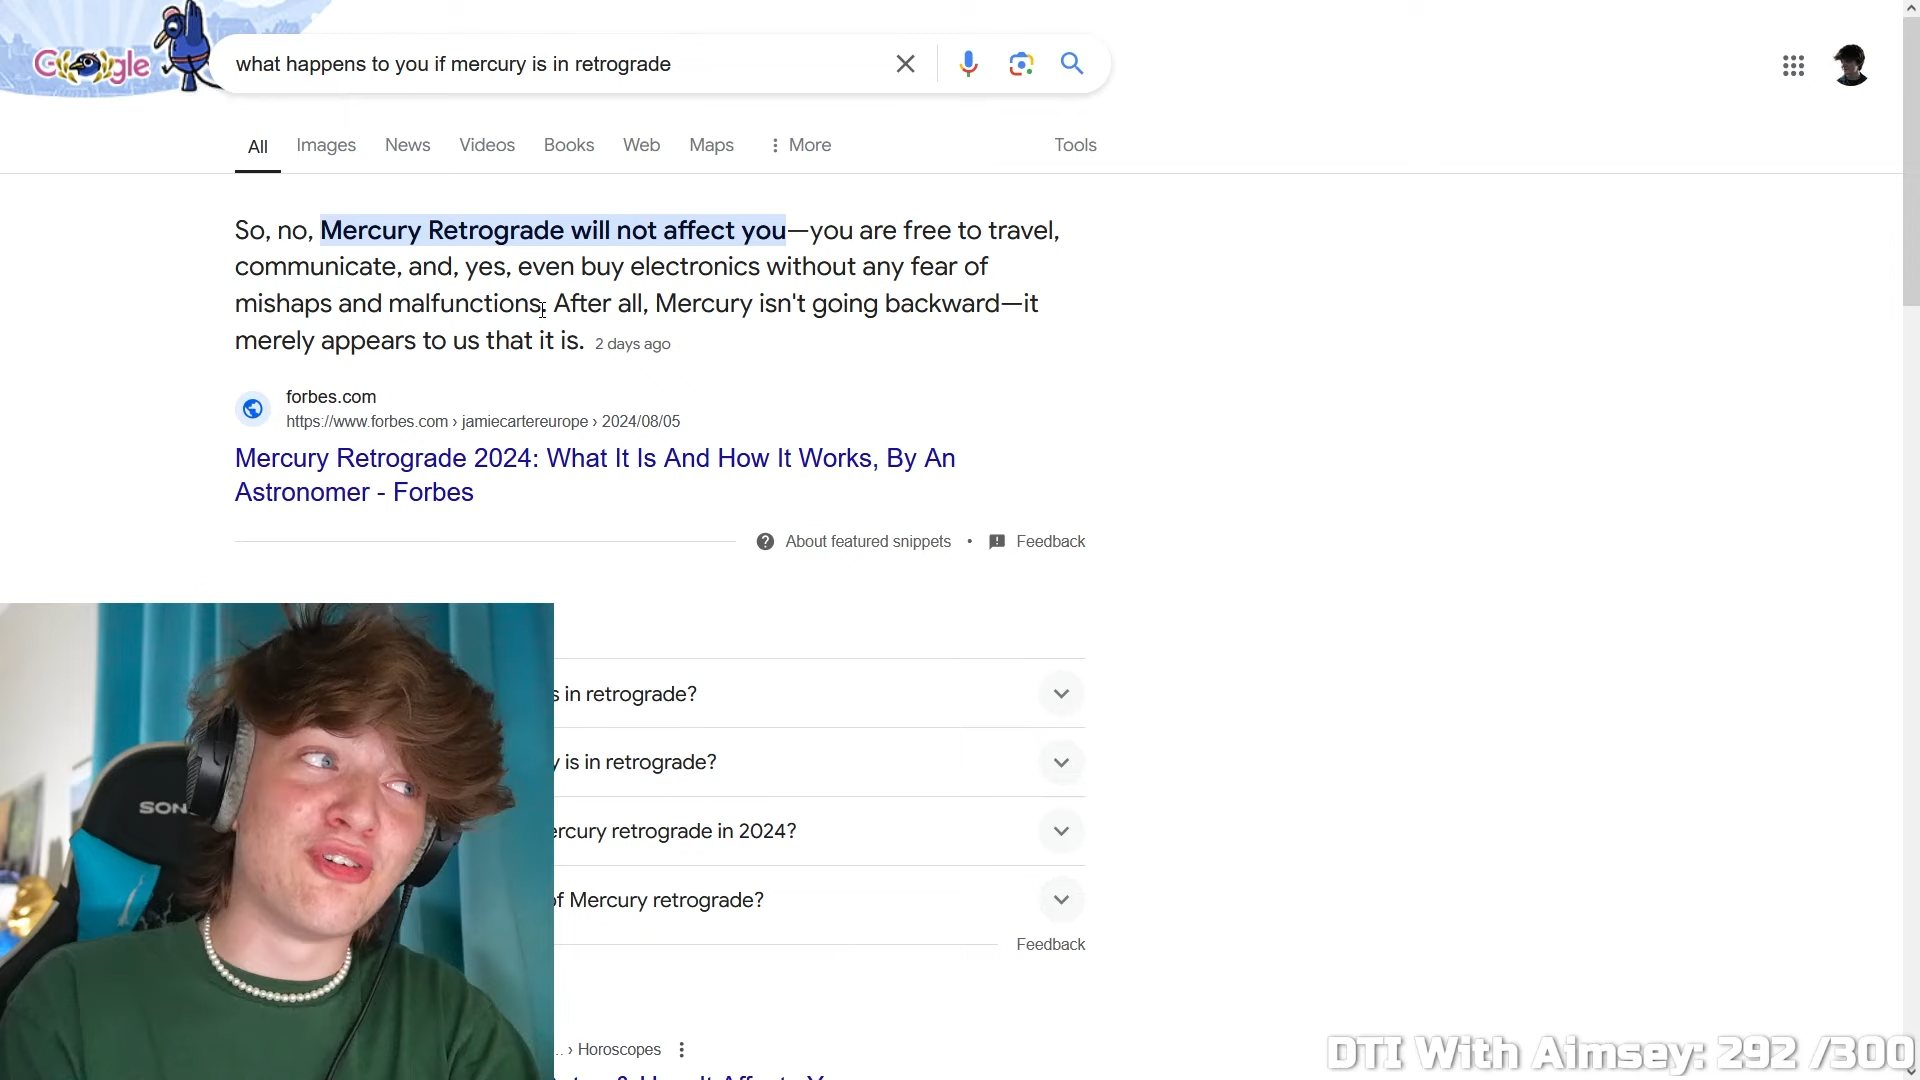 Google
what happens to you if mercury is in retrograde
All Images News Videos Books Web Maps More Tools
So, no, Mercury Retrograde will not affect you—you are free to travel,
communicate, and, yes, even buy electronics without any fear of
mishaps and malfunctions. After all, Mercury isn't going backward—it
merely appears to us that it is. 2 days ago
forbes.com
https://www.forbes.com › jamiecartereurope › 2024/08/05
Mercury Retrograde 2024: What It Is And How It Works, By An
Astronomer - Forbes
About featured snippets • Feedback
is in retrograde?
is in retrograde?
Mercury retrograde in 2024?
of Mercury retrograde?
Feedback
SON
.. › Horoscopes
DTI With Aimsey: 292 /300